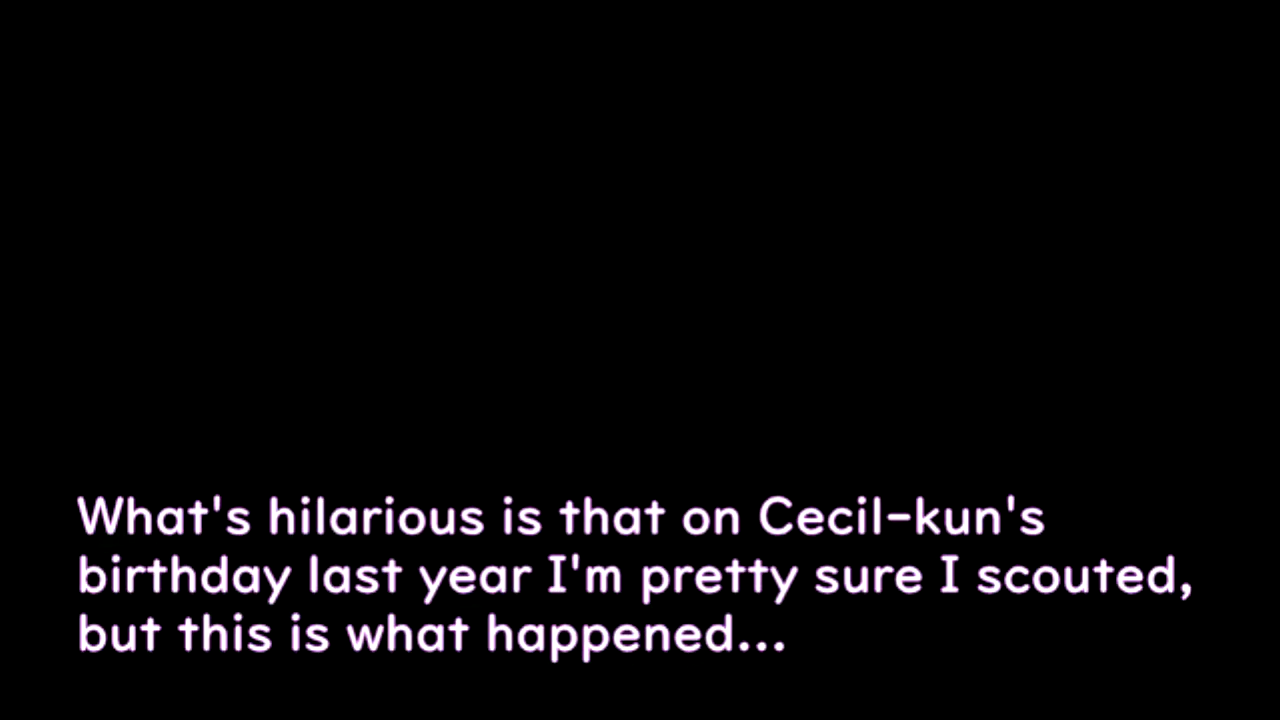 What's hilarious is that on Cecil-kun's
birthday last year I'm pretty sure I scouted,
but this is what happened...